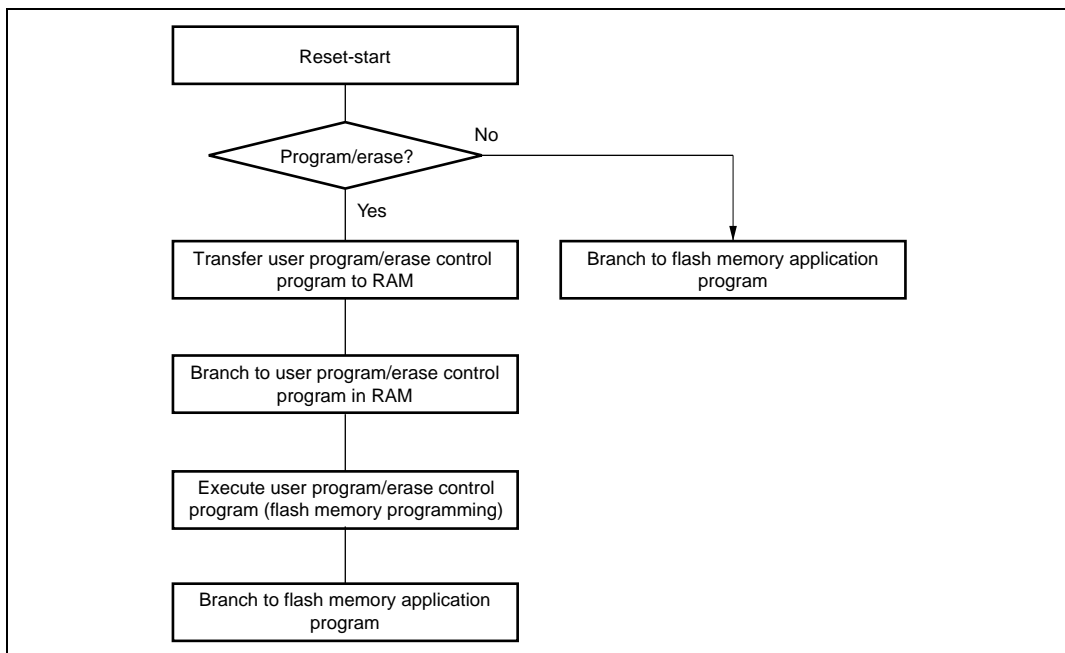 Reset-start
No
Program/erase?
Yes
Transfer user program/erase control
program to RAM
Branch to flash memory application
program
Branch to user program/erase control
program in RAM
Execute user program/erase control
program (flash memory programming)
Branch to flash memory application
program